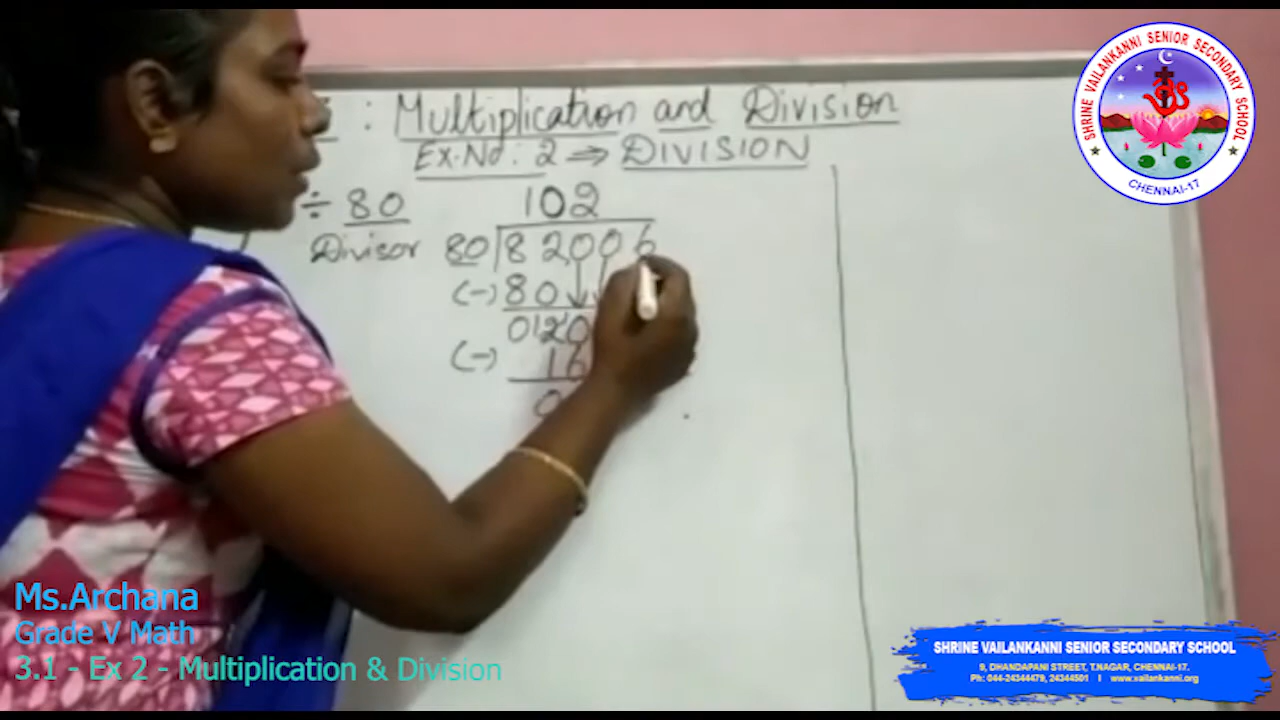 : Multiplication and Division
Ex.No: 2 ⇒ DIVISION
÷ 80
102
Divisor 80 82006
(-) 80
0120
(-) 16
0
SHRINE VAILANKANNI SENIOR SECONDARY SCHOOL
CHENNAI-17
Ms.Archana
Grade V Math
3.1 - Ex 2 - Multiplication & Division
SHRINE VAILANKANNI SENIOR SECONDARY SCHOOL
9, DHANDAPANI STREET, T.NAGAR, CHENNAI-17.
Ph: 044-24344479, 24344501 I www.vailankanni.org